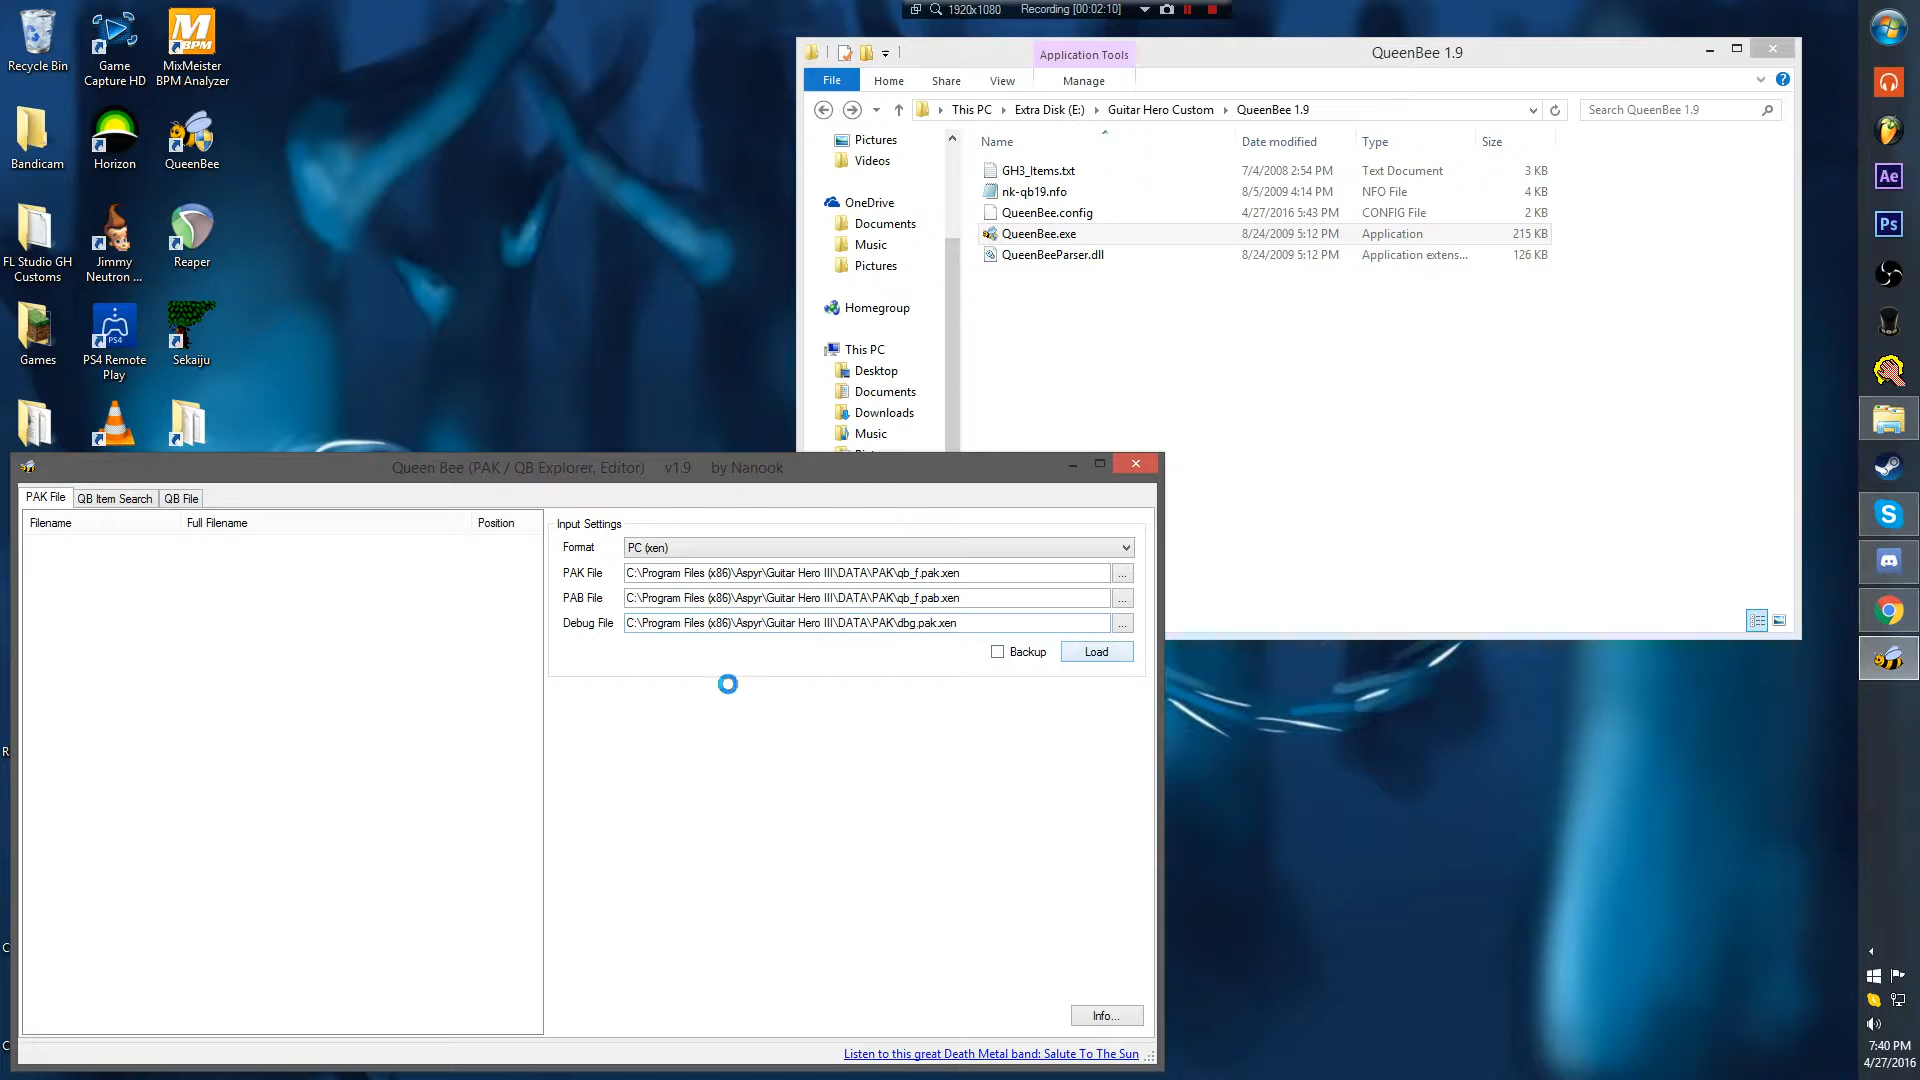 1920x1080 Recording [00:02:10]
Recycle Bin
Game Capture HD
MixMeister BPM Analyzer
Bandicam
Horizon
QueenBee
FL Studio GH Customs
Jimmy Neutron ...
Reaper
Games
PS4 Remote Play
Sekaiju
Application Tools
QueenBee 1.9
File Home Share View Manage
This PC Extra Disk (E:) Guitar Hero Custom QueenBee 1.9
Search QueenBee 1.9
Pictures
Videos
OneDrive
Documents
Music
Pictures
Homegroup
This PC
Desktop
Documents
Downloads
Music
Name Date modified Type Size
GH3_Items.txt 7/4/2008 2:54 PM Text Document 3 KB
nk-qb19.nfo 8/5/2009 4:14 PM NFO File 4 KB
QueenBee.config 4/27/2016 5:43 PM CONFIG File 2 KB
QueenBee.exe 8/24/2009 5:12 PM Application 215 KB
QueenBeeParser.dll 8/24/2009 5:12 PM Application extens... 126 KB
Queen Bee (PAK / QB Explorer, Editor) v1.9 by Nanook
PAK File QB Item Search QB File
Filename Full Filename Position
Input Settings
Format PC (xen)
PAK File C:\Program Files (x86)\Aspyr\Guitar Hero III\DATA\PAK\qb_f.pak.xen ...
PAB File C:\Program Files (x86)\Aspyr\Guitar Hero III\DATA\PAK\qb_f.pab.xen ...
Debug File C:\Program Files (x86)\Aspyr\Guitar Hero III\DATA\PAK\dbg.pak.xen ...
Backup Load
Info...
Listen to this great Death Metal band: Salute To The Sun
Ae
Ps
7:40 PM
4/27/2016